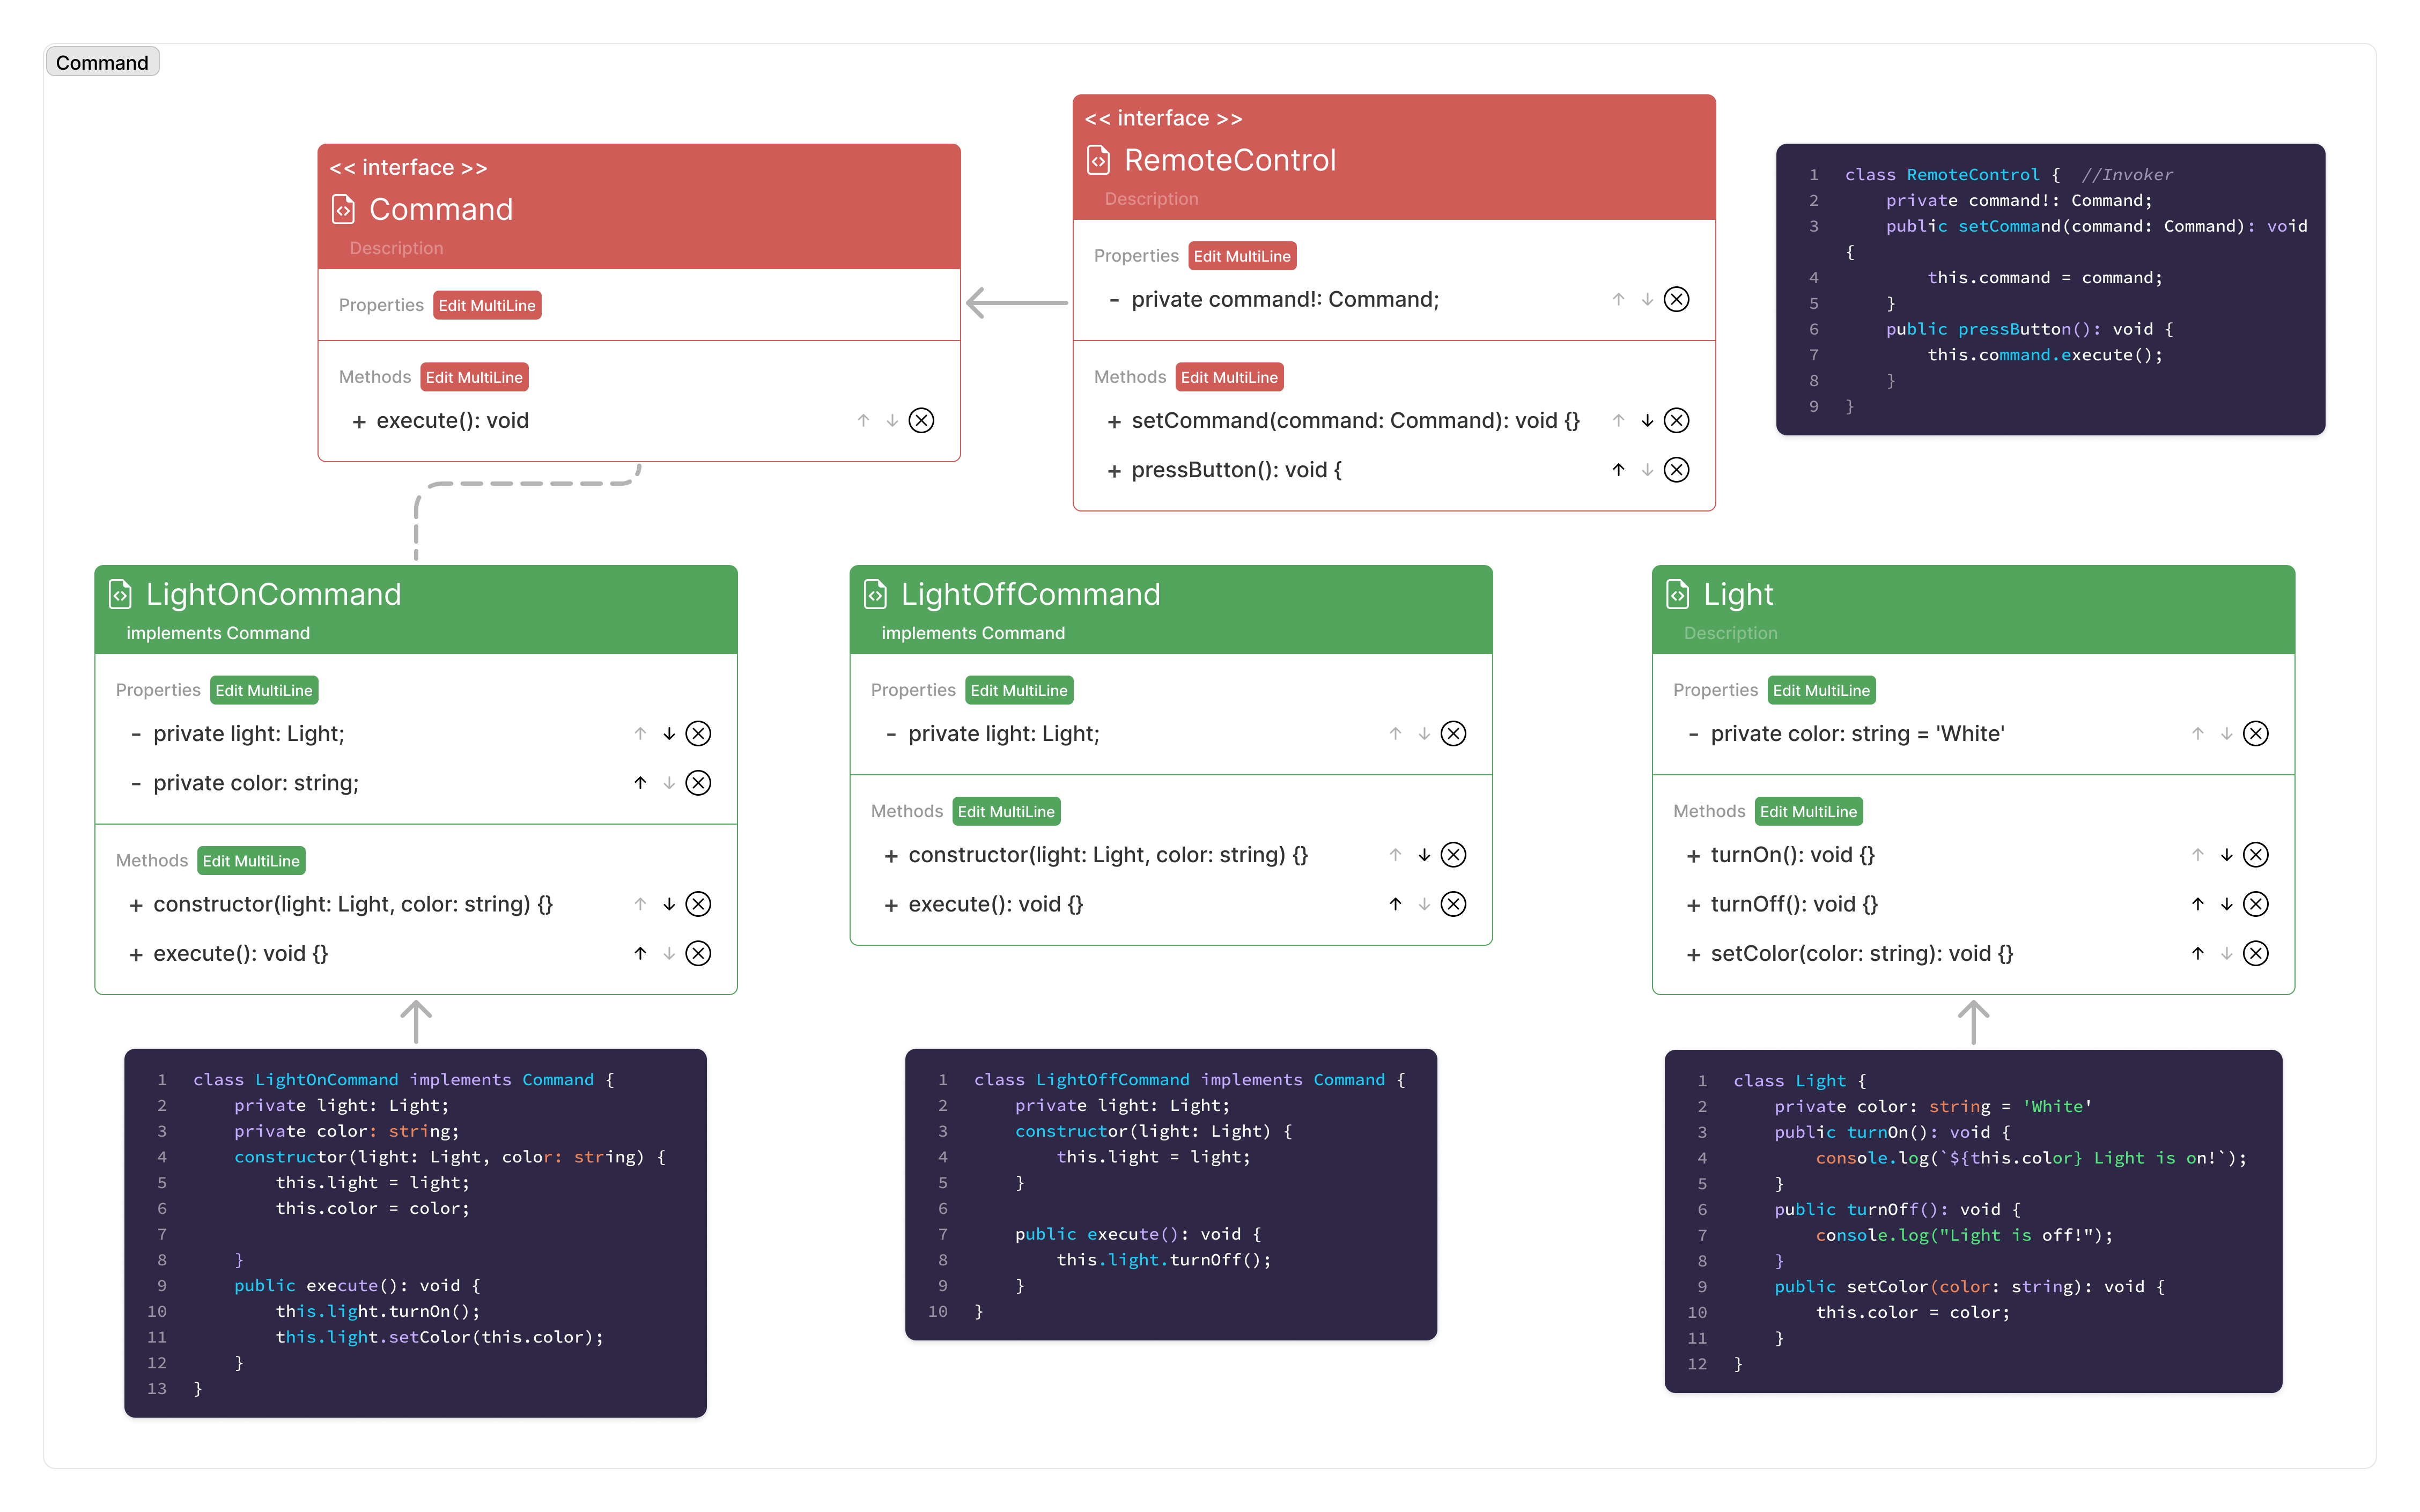 Command
<< interface >>
Command
Description
Properties Edit MultiLine
Methods Edit MultiLine
+ execute(): void
<< interface >>
RemoteControl
Description
Properties Edit MultiLine
- private command!: Command;
Methods Edit MultiLine
+ setCommand(command: Command): void {}
+ pressButton(): void {
1 class RemoteControl { //Invoker
2 private command!: Command;
3 public setCommand(command: Command): void
{
4 this.command = command;
5 }
6 public pressButton(): void {
7 this.command.execute();
8 }
9 }
LightOnCommand
implements Command
Properties Edit MultiLine
- private light: Light;
- private color: string;
Methods Edit MultiLine
+ constructor(light: Light, color: string) {}
+ execute(): void {}
LightOffCommand
implements Command
Properties Edit MultiLine
- private light: Light;
Methods Edit MultiLine
+ constructor(light: Light, color: string) {}
+ execute(): void {}
Light
Description
Properties Edit MultiLine
- private color: string = 'White'
Methods Edit MultiLine
+ turnOn(): void {}
+ turnOff(): void {}
+ setColor(color: string): void {}
1 class LightOnCommand implements Command {
2 private light: Light;
3 private color: string;
4 constructor(light: Light, color: string) {
5 this.light = light;
6 this.color = color;
7
8 }
9 public execute(): void {
10 this.light.turnOn();
11 this.light.setColor(this.color);
12 }
13 }
1 class LightOffCommand implements Command {
2 private light: Light;
3 constructor(light: Light) {
4 this.light = light;
5 }
6
7 public execute(): void {
8 this.light.turnOff();
9 }
10 }
1 class Light {
2 private color: string = 'White'
3 public turnOn(): void {
4 console.log(`${this.color} Light is on!`);
5 }
6 public turnOff(): void {
7 console.log("Light is off!");
8 }
9 public setColor(color: string): void {
10 this.color = color;
11 }
12 }